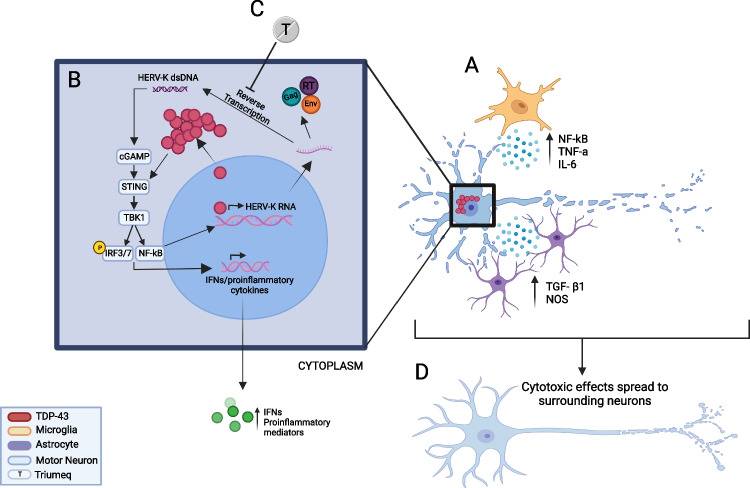 C
T
A
B
HERV-K dsDNA
Reverse
Transcription
RT
Gag
Env
NF-kB
TNF-a
IL-6
cGAMP
STING
TBK1
P
IRF3/7
NF-kB
HERV-K RNA
IFNs/proinflammatory
cytokines
TGF- β1
NOS
CYTOPLASM
D
Cytotoxic effects spread to
surrounding neurons
IFNs
Proinflammatory
mediators
TDP-43
Microglia
Astrocyte
Motor Neuron
T
Triumeq